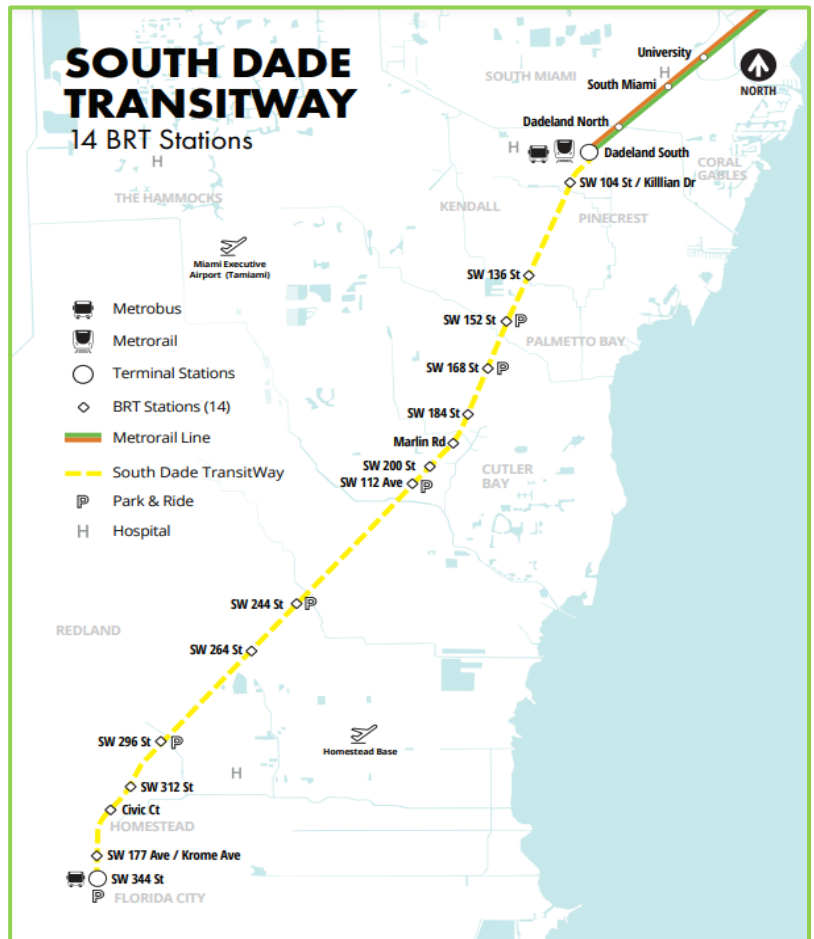 SOUTH DADE
TRANSITWAY
14 BRT Stations
University
SOUTH MIAMI
H
South Miami
NORTH
Dadeland North
H
Dadeland South
CORAL
GABLES
H
SW 104 St / Killlian Dr
THE HAMMOCKS
KENDALL
PINECREST
Miami Executive
Airport (Tamiami)
SW 136 St
Metrobus
SW 152 St P
Metrorail
PALMETTO BAY
Terminal Stations
SW 168 St P
BRT Stations (14)
SW 184 St
Metrorail Line
Marlin Rd
South Dade TransitWay
SW 200 St
CUTLER
BAY
SW 112 Ave P
P Park & Ride
H Hospital
SW 244 St P
REDLAND
SW 264 St
SW 296 St P
Homestead Base
H
SW 312 St
Civic Ct
HOMESTEAD
SW 177 Ave / Krome Ave
SW 344 St
P
FLORIDA CITY